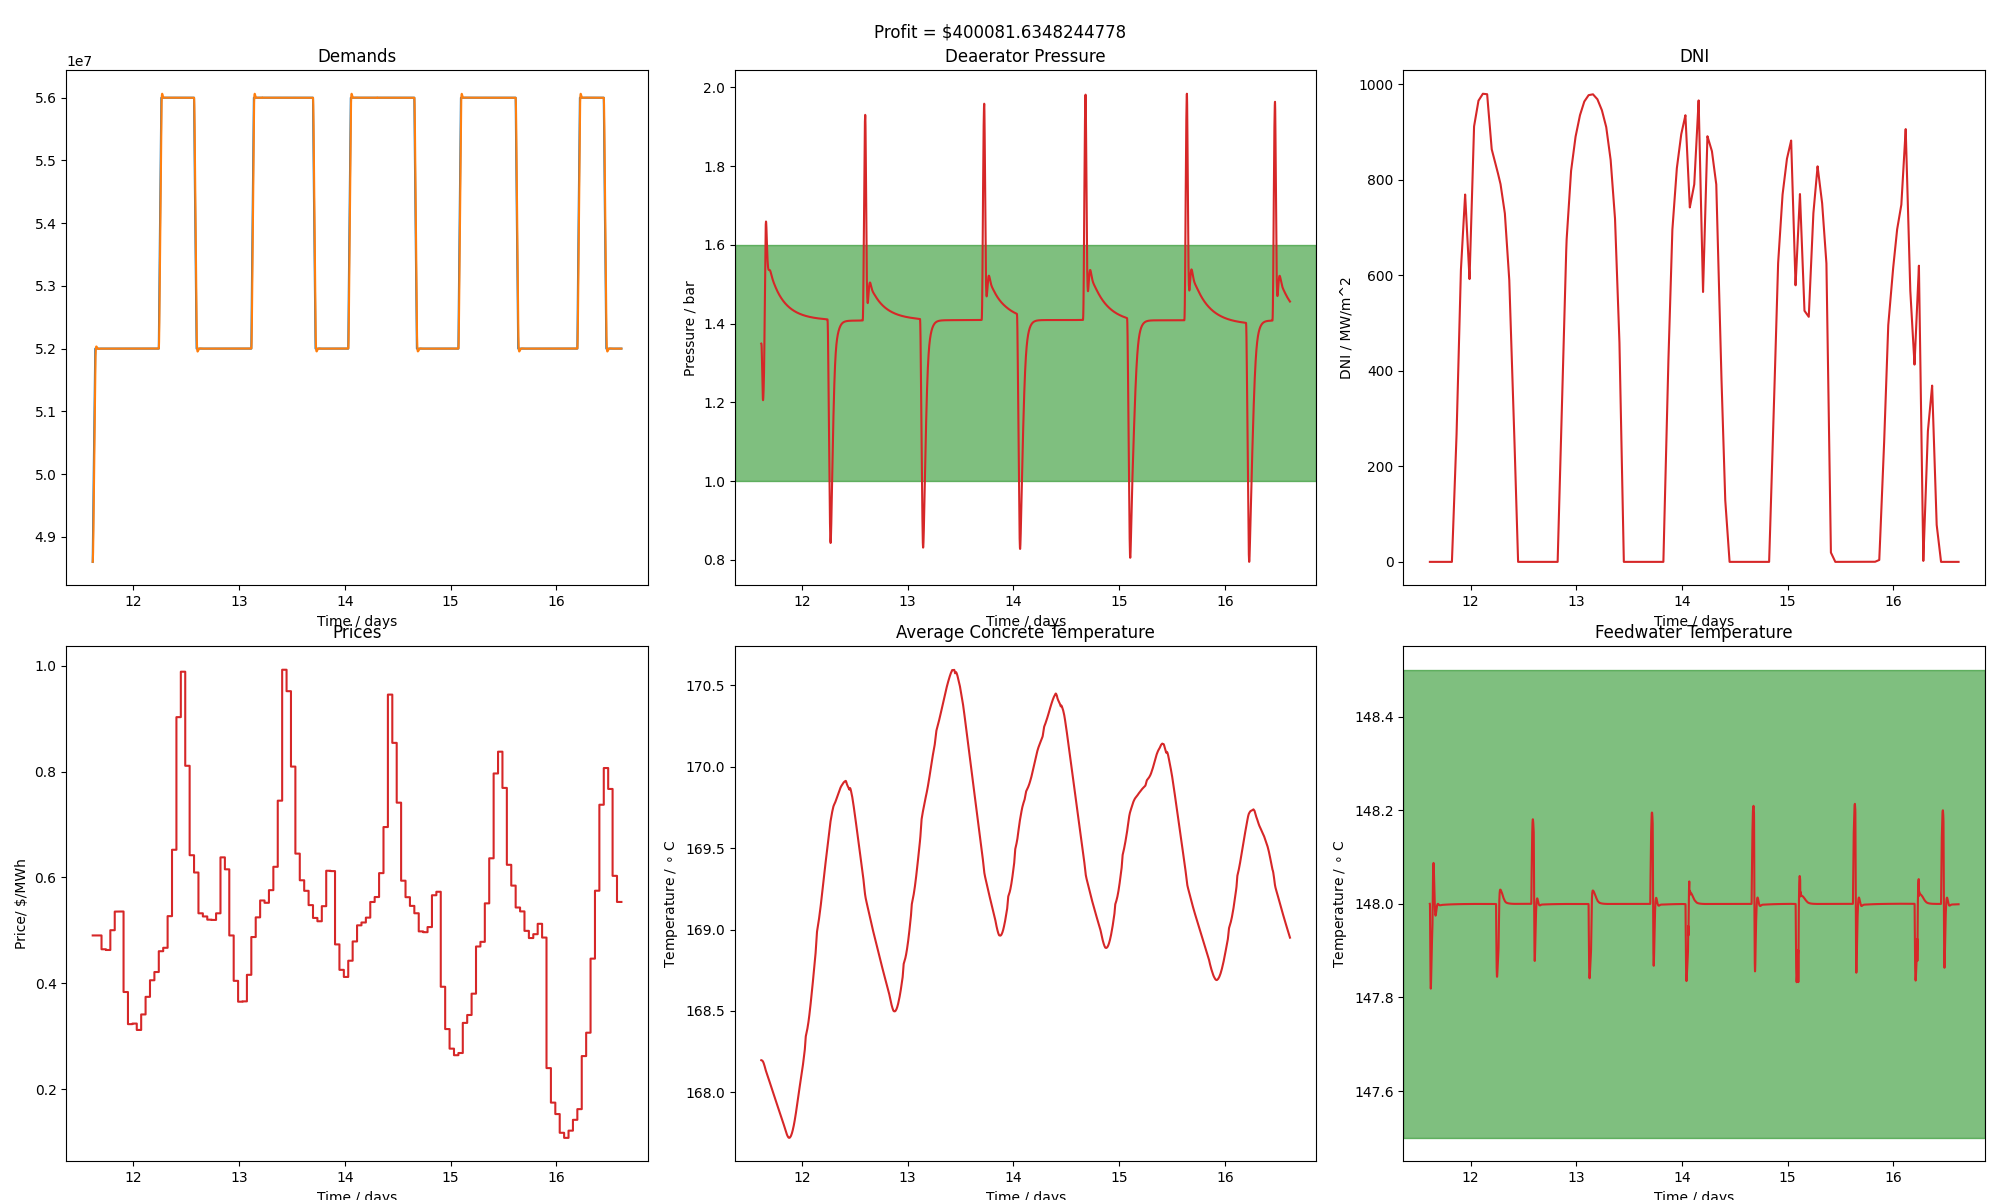 Profit = $400081.6348244778
Demands
1e7
5.6
5.5
5.4
5.3
5.2
5.1
5.0
4.9
12 13 14 15 16
Time / days
Deaerator Pressure
Pressure / bar
2.0
1.8
1.6
1.4
1.2
1.0
0.8
12 13 14 15 16
Time / days
DNI
DNI / MW/m^2
1000
800
600
400
200
0
12 13 14 15 16
Time / days
Prices
Price/ $/MWh
1.0
0.8
0.6
0.4
0.2
12 13 14 15 16
Time / days
Average Concrete Temperature
Temperature / ∘ C
170.5
170.0
169.5
169.0
168.5
168.0
12 13 14 15 16
Time / days
Feedwater Temperature
Temperature / ∘ C
148.4
148.2
148.0
147.8
147.6
12 13 14 15 16
Time / days